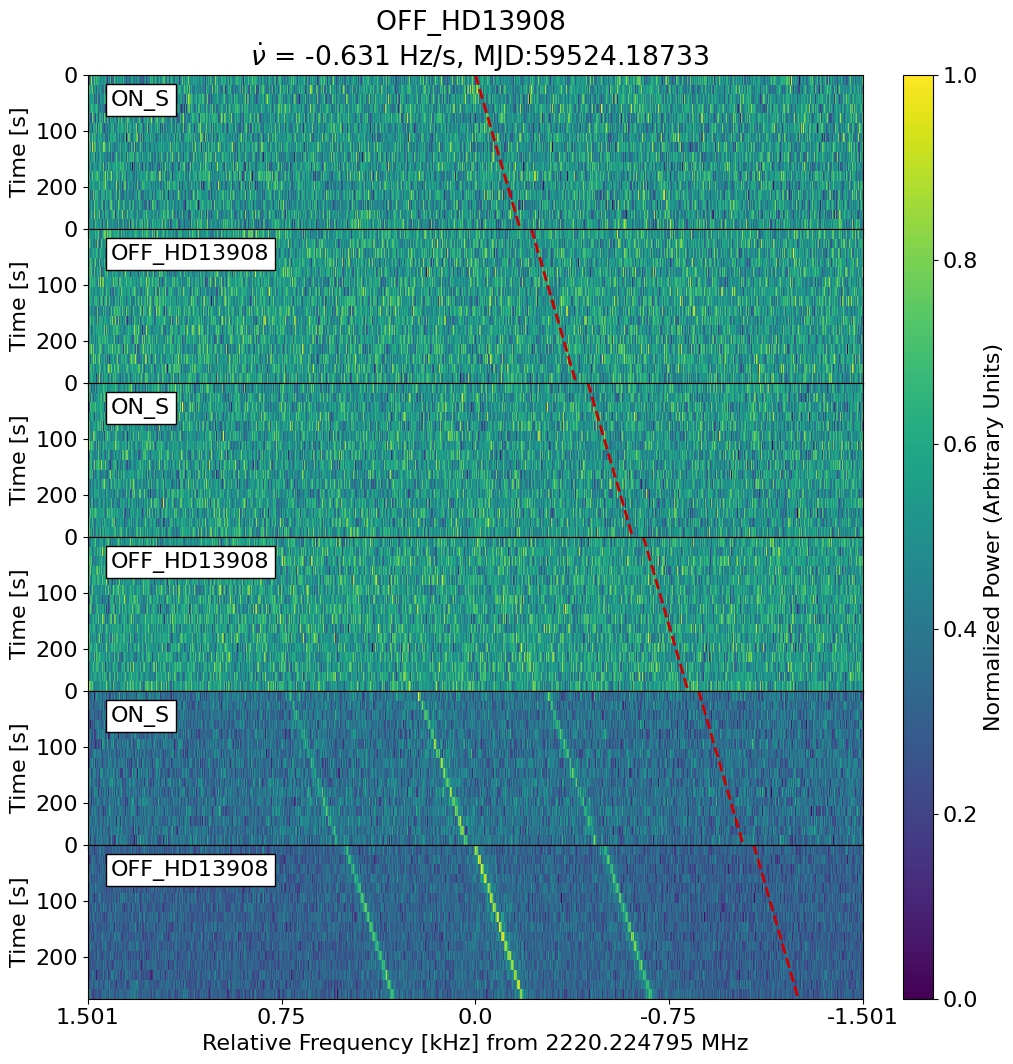 OFF_HD13908
ν̇ = -0.631 Hz/s, MJD:59524.18733
0
ON_S
100
200
Time [s]
0
OFF_HD13908
100
200
Time [s]
0
ON_S
100
200
Time [s]
0
OFF_HD13908
100
200
Time [s]
0
ON_S
100
200
Time [s]
0
OFF_HD13908
100
200
Time [s]
1.501 0.75 0.0 -0.75 -1.501
Relative Frequency [kHz] from 2220.224795 MHz
1.0
0.8
0.6
0.4
0.2
0.0
Normalized Power (Arbitrary Units)